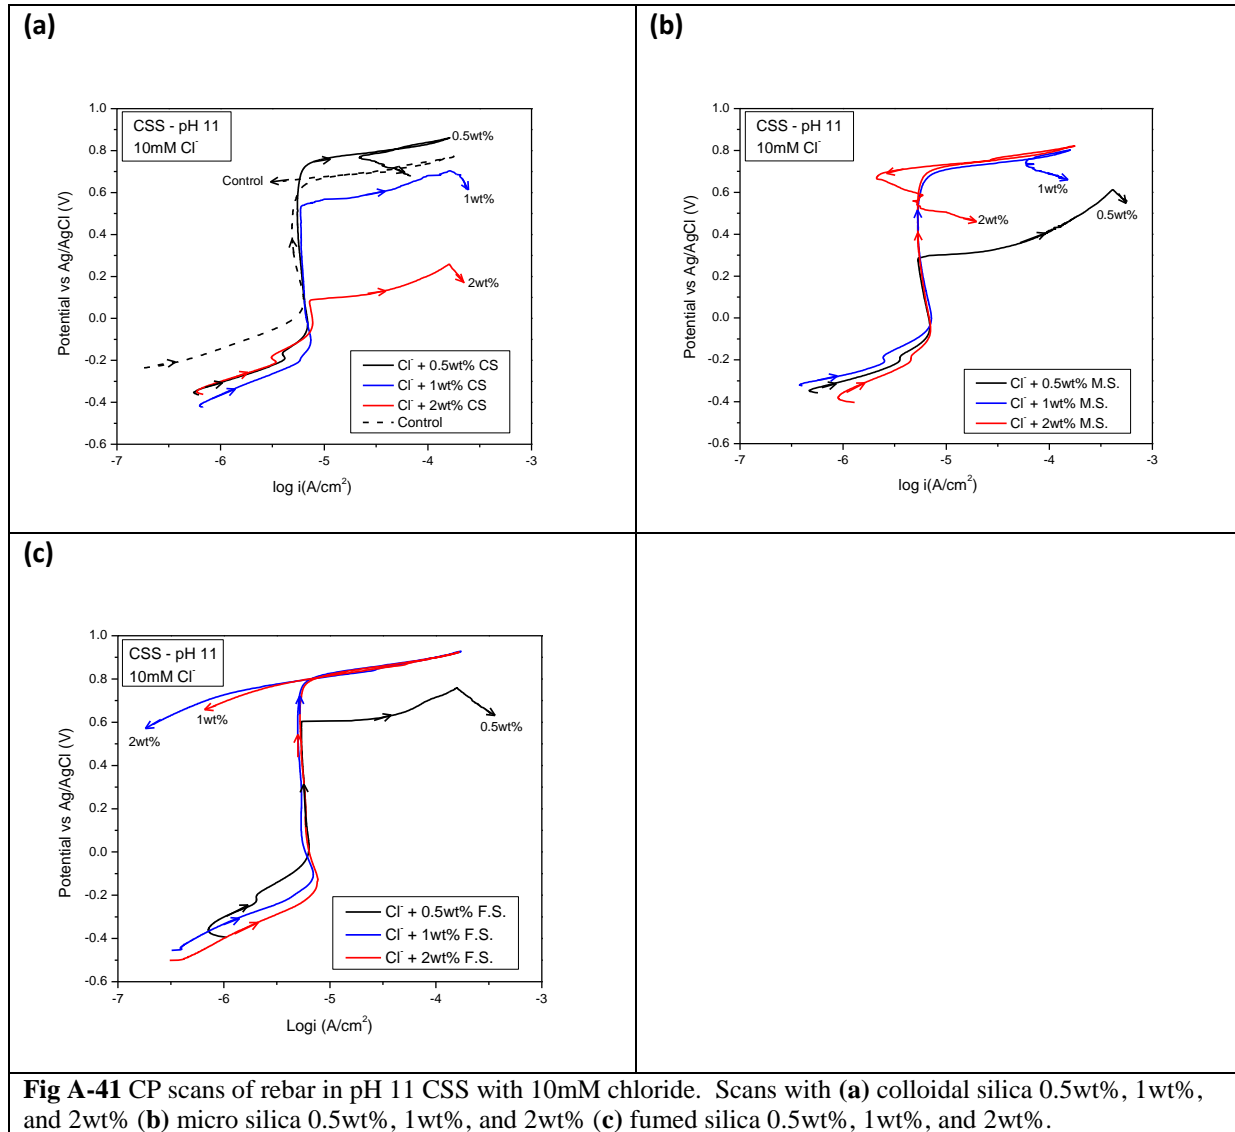 (a)
CSS - pH 11
10mM Cl⁻
1.0
0.8
0.6
0.4
0.2
0.0
-0.2
-0.4
-0.6
Potential vs Ag/AgCl (V)
0.5wt%
Control
1wt%
2wt%
Cl⁻ + 0.5wt% CS
Cl⁻ + 1wt% CS
Cl⁻ + 2wt% CS
Control
-7
-6
-5
-4
-3
log i(A/cm²)
(b)
CSS - pH 11
10mM Cl⁻
1.0
0.8
0.6
0.4
0.2
0.0
-0.2
-0.4
-0.6
Potential vs Ag/AgCl (V)
1wt%
0.5wt%
2wt%
Cl⁻ + 0.5wt% M.S.
Cl⁻ + 1wt% M.S.
Cl⁻ + 2wt% M.S.
-7
-6
-5
-4
-3
log i(A/cm²)
(c)
CSS - pH 11
10mM Cl⁻
1.0
0.8
0.6
0.4
0.2
0.0
-0.2
-0.4
-0.6
Potential vs Ag/AgCl (V)
1wt%
2wt%
0.5wt%
Cl⁻ + 0.5wt% F.S.
Cl⁻ + 1wt% F.S.
Cl⁻ + 2wt% F.S.
-7
-6
-5
-4
-3
Logi (A/cm²)
Fig A-41 CP scans of rebar in pH 11 CSS with 10mM chloride. Scans with (a) colloidal silica 0.5wt%, 1wt%,
and 2wt% (b) micro silica 0.5wt%, 1wt%, and 2wt% (c) fumed silica 0.5wt%, 1wt%, and 2wt%.